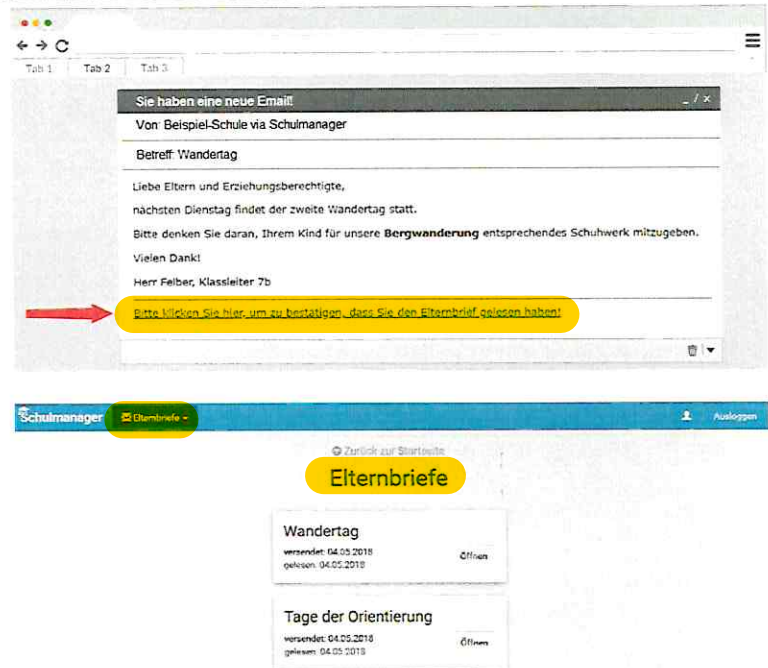 Tab 1 Tab 2 Tab 3
Sie haben eine neue Email!
Von: Beispiel-Schule via Schulmanager
Betreff: Wandertag
Liebe Eltern und Erziehungsberechtigte,
nächsten Dienstag findet der zweite Wandertag statt.
Bitte denken Sie daran, Ihrem Kind für unsere Bergwanderung entsprechendes Schuhwerk mitzugeben.
Vielen Dank!
Herr Felber, Klassleiter 7b
Bitte klicken Sie hier, um zu bestätigen, dass Sie den Elternbrief gelesen haben!
Schulmanager Elternbriefe Ausloggen
Zurück zur Startseite
Elternbriefe
Wandertag
versendet: 04.05.2018
gelesen: 04.05.2018
Öffnen
Tage der Orientierung
versendet: 04.05.2018
gelesen: 04.05.2018
Öffnen